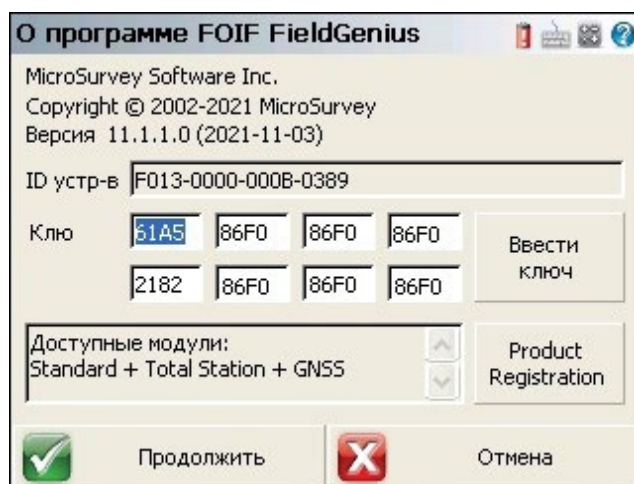 О программе FOIF FieldGenius
MicroSurvey Software Inc.
Copyright © 2002-2021 MicroSurvey
Версия 11.1.1.0 (2021-11-03)
ID устр-в F013-0000-000B-0389
Клю 61A5 86F0 86F0 86F0
2182 86F0 86F0 86F0
Ввести
ключ
Доступные модули:
Standard + Total Station + GNSS
Product
Registration
Продолжить
Отмена